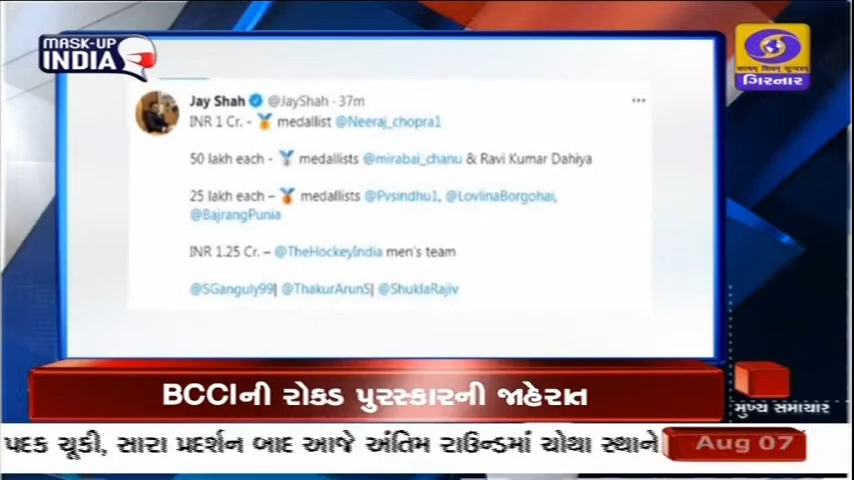 MASK-UP
INDIA
गिरनार
Jay Shah @JayShah · 37m
INR 1 Cr. - 🥇 medallist @Neeraj_chopra1
50 lakh each - 🥈 medallists @mirabai_chanu & Ravi Kumar Dahiya
25 lakh each – 🥉 medallists @Pvsindhu1, @LovlinaBorgohai,
@BajrangPunia
INR 1.25 Cr. – @TheHockeyIndia men's team
@SGanguly99| @ThakurArunS| @ShuklaRajiv
BCCIની રોકડ પુરસ્કારની જાહેરાત
મુખ્ય સમાચાર
પદક ચૂકી, સારા પ્રદર્શન બાદ આજે અંતિમ રાઉન્ડમાં ચોથા સ્થાને
Aug 07